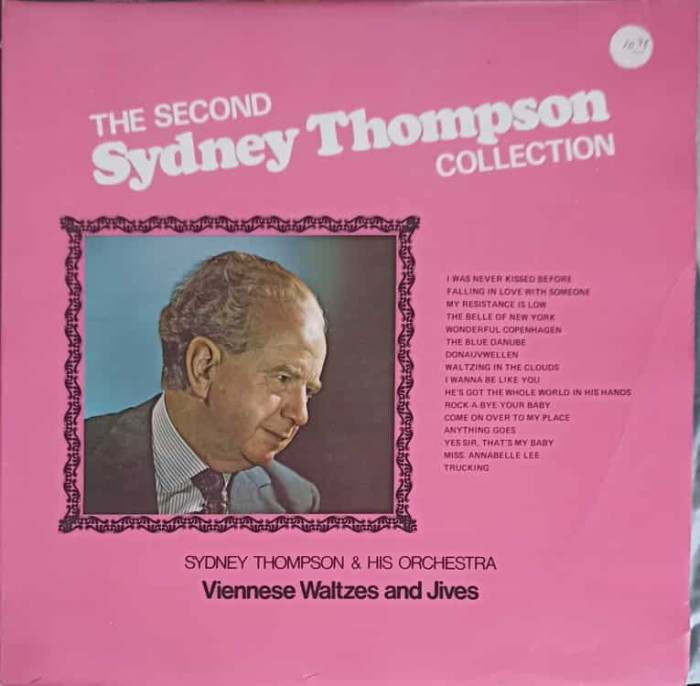 THE SECOND
Sydney Thompson
COLLECTION
I WAS NEVER KISSED BEFORE
FALLING IN LOVE WITH SOMEONE
MY RESISTANCE IS LOW
THE BELLE OF NEW YORK
WONDERFUL COPENHAGEN
THE BLUE DANUBE
DONAUVWELLEN
WALTZING IN THE CLOUDS
I WANNA BE LIKE YOU
HE'S GOT THE WHOLE WORLD IN HIS HANDS
ROCK-A-BYE-YOUR BABY
COME ON OVER TO MY PLACE
ANYTHING GOES
YES SIR, THAT'S MY BABY
MISS. ANNABELLE LEE
TRUCKING
SYDNEY THOMPSON & HIS ORCHESTRA
Viennese Waltzes and Jives